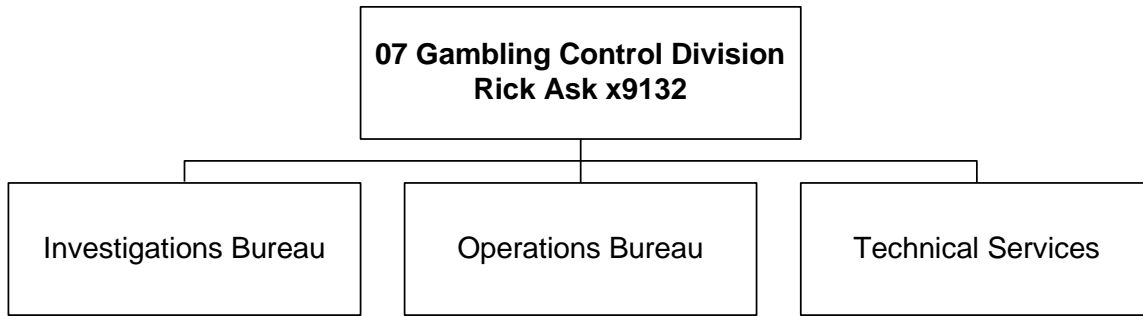 07 Gambling Control Division
Rick Ask x9132
Investigations Bureau
Operations Bureau
Technical Services